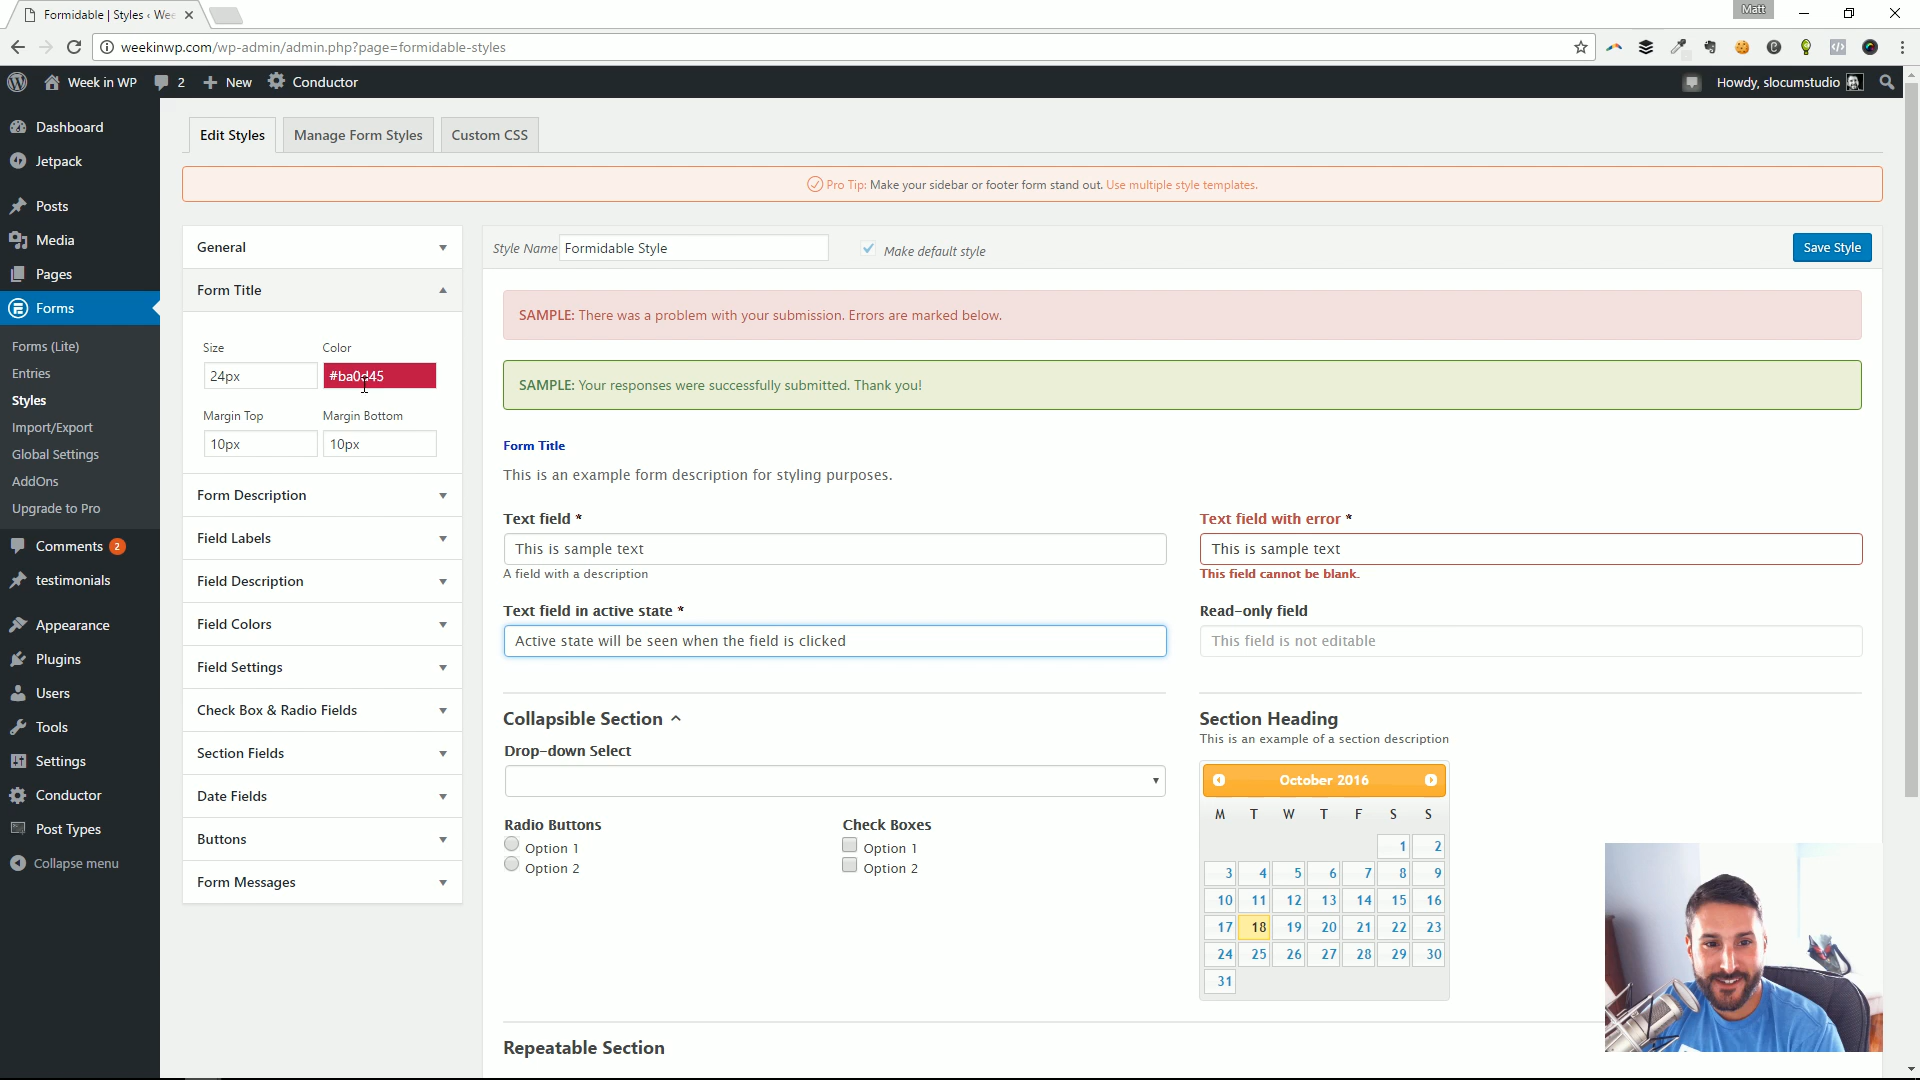 Formidable | Styles ‹ Wee
Matt
weekinwp.com/wp-admin/admin.php?page=formidable-styles
Week in WP
2
New
Conductor
Howdy, slocumstudio
Dashboard
Jetpack
Posts
Media
Pages
Forms
Forms (Lite)
Entries
Styles
Import/Export
Global Settings
AddOns
Upgrade to Pro
Comments 2
testimonials
Appearance
Plugins
Users
Tools
Settings
Conductor
Post Types
Collapse menu
Edit Styles
Manage Form Styles
Custom CSS
Pro Tip: Make your sidebar or footer form stand out. Use multiple style templates.
General
Form Title
Size
Color
24px
#ba0d45
Margin Top
Margin Bottom
10px
10px
Form Description
Field Labels
Field Description
Field Colors
Field Settings
Check Box & Radio Fields
Section Fields
Date Fields
Buttons
Form Messages
Style Name Formidable Style
Make default style
Save Style
SAMPLE: There was a problem with your submission. Errors are marked below.
SAMPLE: Your responses were successfully submitted. Thank you!
Form Title
This is an example form description for styling purposes.
Text field *
This is sample text
A field with a description
Text field with error *
This is sample text
This field cannot be blank.
Text field in active state *
Active state will be seen when the field is clicked
Read-only field
This field is not editable
Collapsible Section
Drop-down Select
Radio Buttons
Option 1
Option 2
Check Boxes
Option 1
Option 2
Section Heading
This is an example of a section description
October 2016
M T W T F S S
1 2
3 4 5 6 7 8 9
10 11 12 13 14 15 16
17 18 19 20 21 22 23
24 25 26 27 28 29 30
31
Repeatable Section